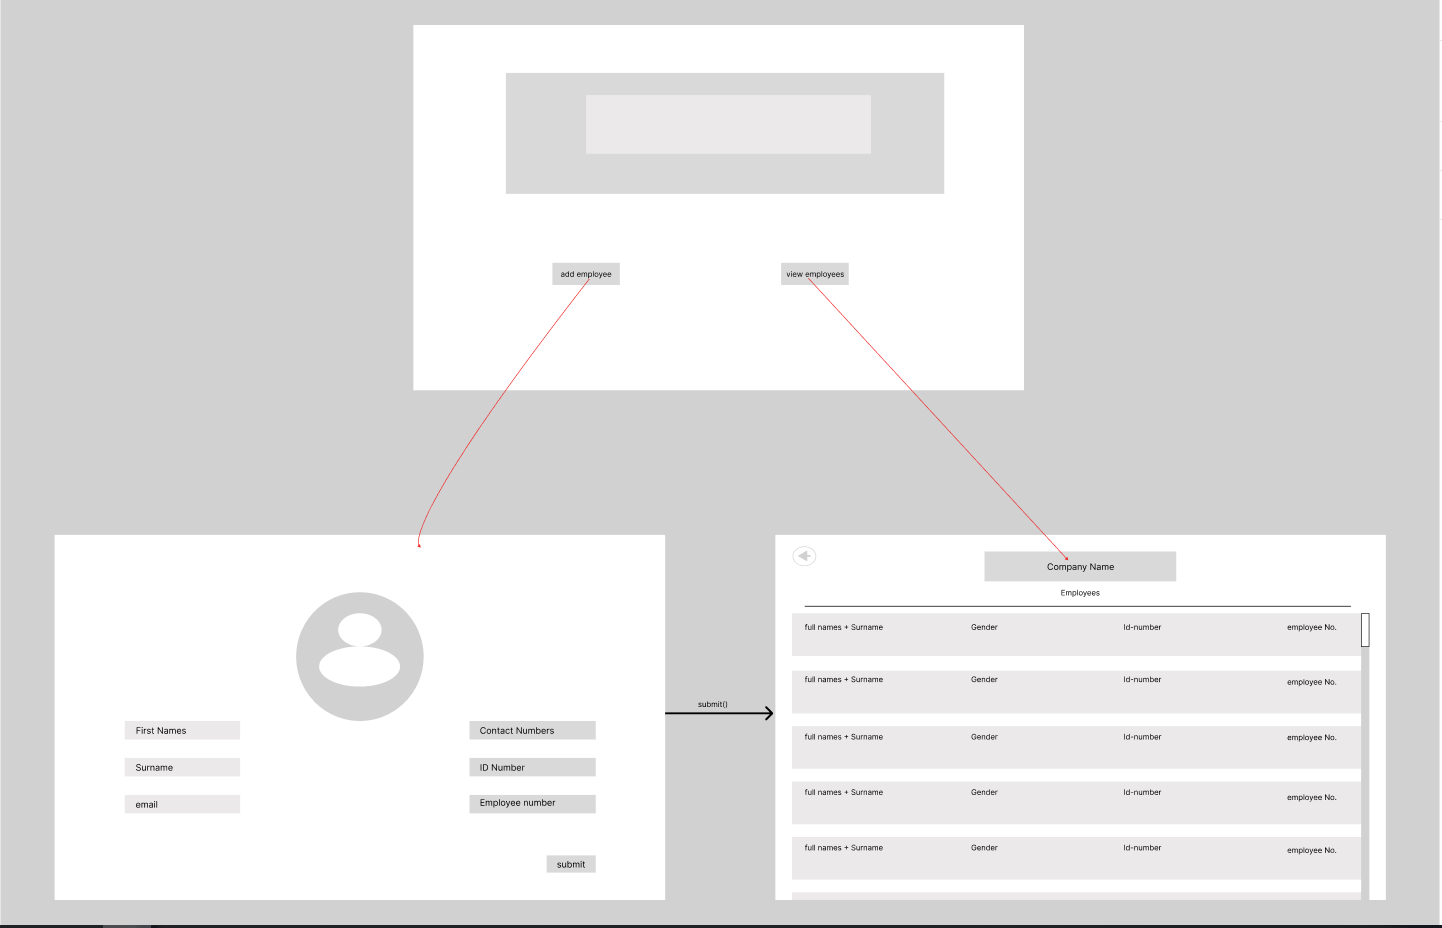 add employee
view employees
Company Name
Employees
full names + Surname Gender Id-number employee No.
full names + Surname Gender Id-number employee No.
full names + Surname Gender Id-number employee No.
full names + Surname Gender Id-number employee No.
full names + Surname Gender Id-number employee No.
submit()
First Names
Surname
email
Contact Numbers
ID Number
Employee number
submit